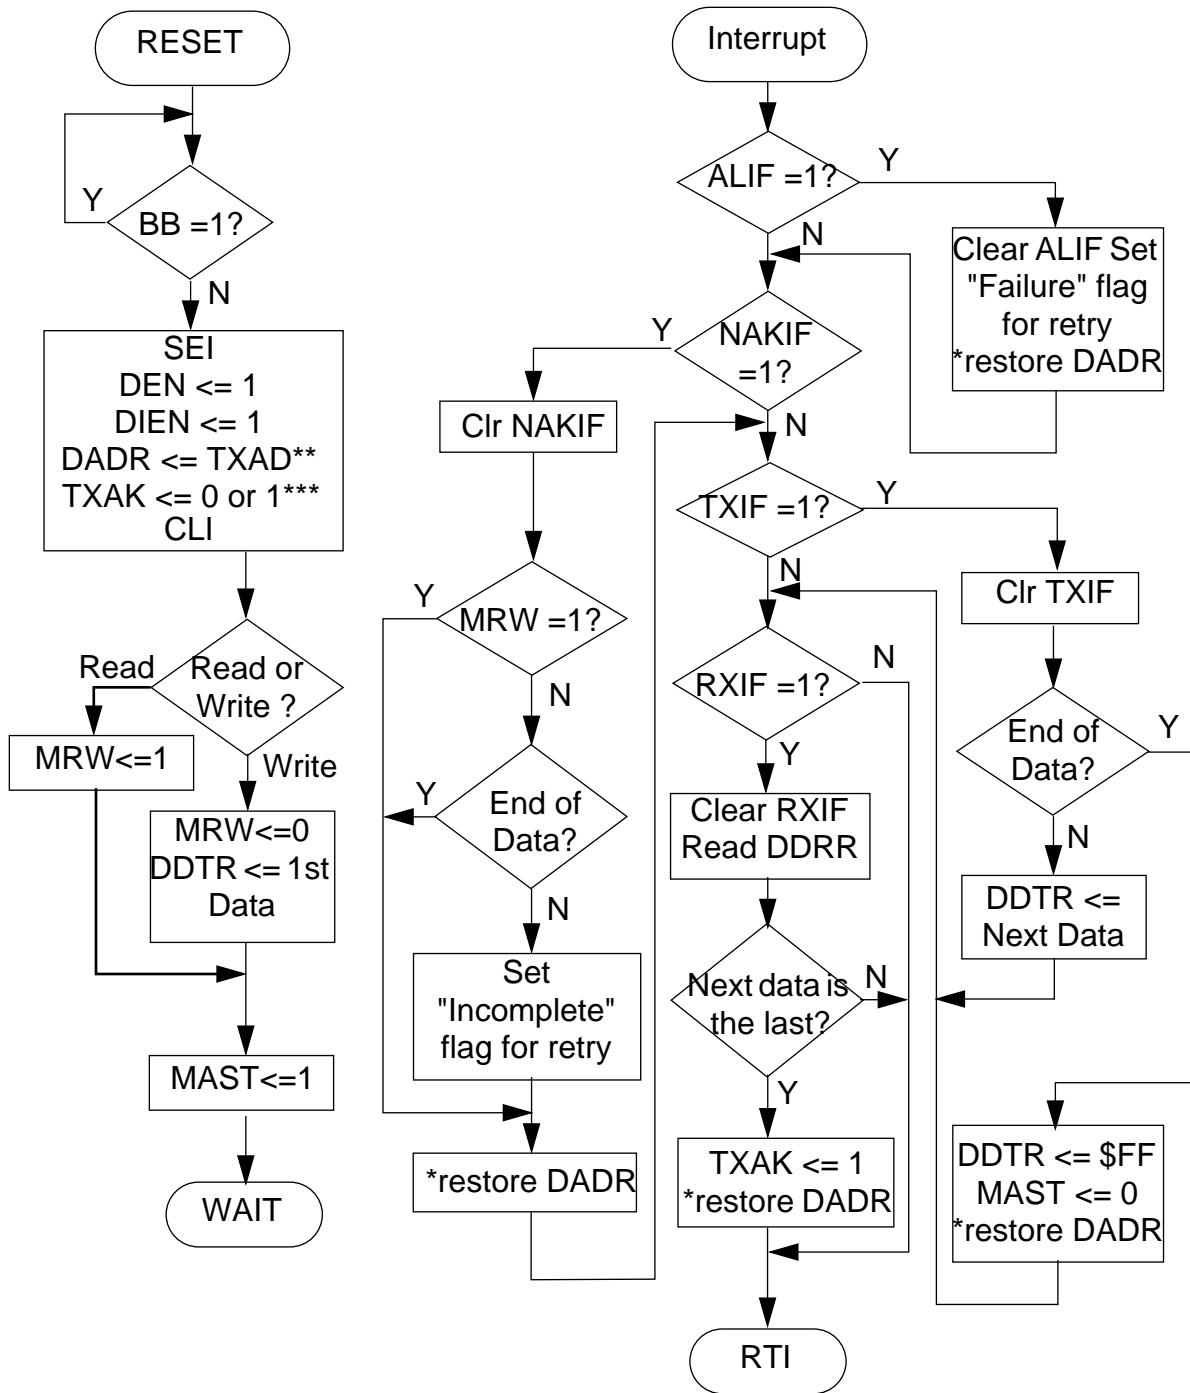 RESET
BB =1?
Y
N
SEI
DEN <= 1
DIEN <= 1
DADR <= TXAD**
TXAK <= 0 or 1***
CLI
Read or
Write ?
Read
Write
MRW<=1
MRW<=0
DDTR <= 1st
Data
MAST<=1
WAIT
Interrupt
ALIF =1?
Y
N
Clear ALIF Set
"Failure" flag
for retry
*restore DADR
NAKIF
=1?
Y
N
Clr NAKIF
MRW =1?
Y
N
End of
Data?
Y
N
Set
"Incomplete"
flag for retry
*restore DADR
TXIF =1?
Y
N
Clr TXIF
End of
Data?
Y
N
DDTR <=
Next Data
DDTR <= $FF
MAST <= 0
*restore DADR
RXIF =1?
N
Y
Clear RXIF
Read DDRR
Next data is
the last?
N
Y
TXAK <= 1
*restore DADR
RTI